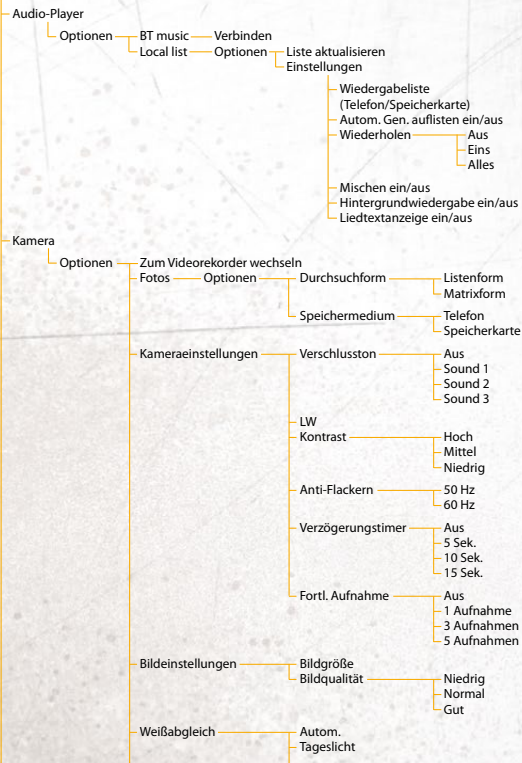 Audio-Player
Optionen BT music Verbinden
Local list Optionen Liste aktualisieren
Einstellungen
Wiedergabeliste
(Telefon/Speicherkarte)
Autom. Gen. auflisten ein/aus
Wiederholen Aus
Eins
Alles
Mischen ein/aus
Hintergrundwiedergabe ein/aus
Liedtextanzeige ein/aus
Kamera
Optionen Zum Videorekorder wechseln
Fotos Optionen Durchsuchform Listenform
Matrixform
Speichermedium Telefon
Speicherkarte
Kameraeinstellungen Verschlusston Aus
Sound 1
Sound 2
Sound 3
LW
Kontrast Hoch
Mittel
Niedrig
Anti-Flackern 50 Hz
60 Hz
Verzögerungstimer Aus
5 Sek.
10 Sek.
15 Sek.
Fortl. Aufnahme Aus
1 Aufnahme
3 Aufnahmen
5 Aufnahmen
Bildeinstellungen Bildgröße
Bildqualität Niedrig
Normal
Gut
Weißabgleich Autom.
Tageslicht